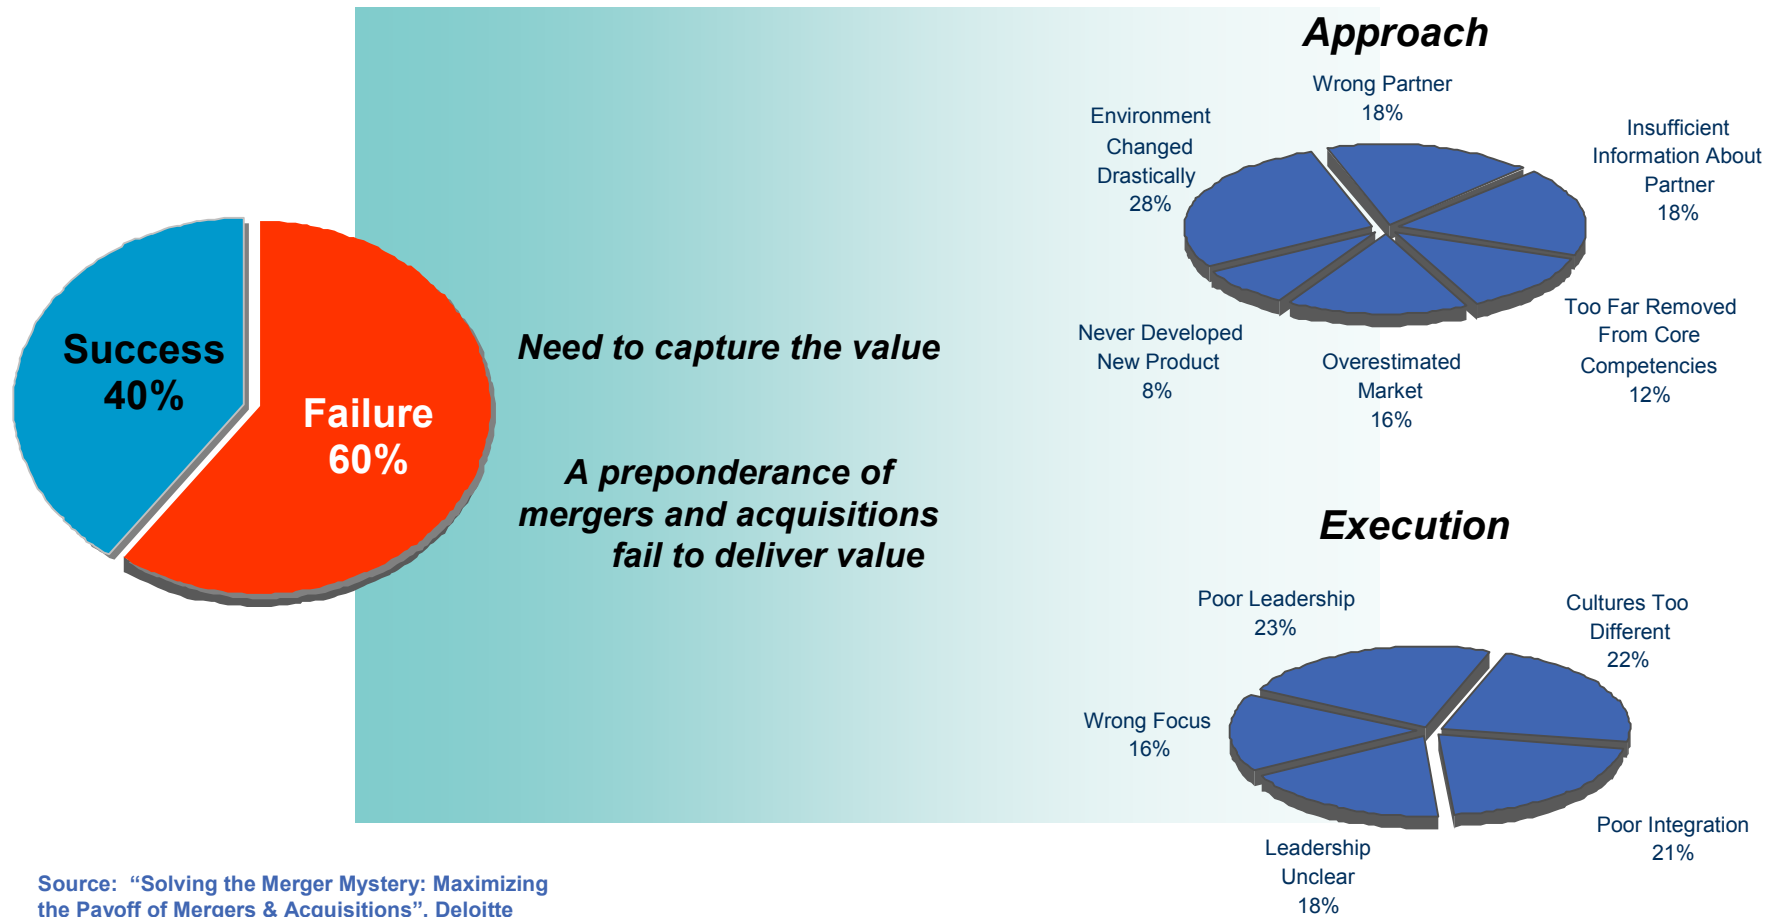 Success
40%
Failure
60%
Need to capture the value
A preponderance of
mergers and acquisitions
fail to deliver value
Approach
Wrong Partner
18%
Environment
Changed
Drastically
28%
Insufficient
Information About
Partner
18%
Never Developed
New Product
8%
Overestimated
Market
16%
Too Far Removed
From Core
Competencies
12%
Execution
Poor Leadership
23%
Cultures Too
Different
22%
Wrong Focus
16%
Poor Integration
21%
Leadership
Unclear
18%
Source: “Solving the Merger Mystery: Maximizing
the Payoff of Mergers & Acquisitions”, Deloitte